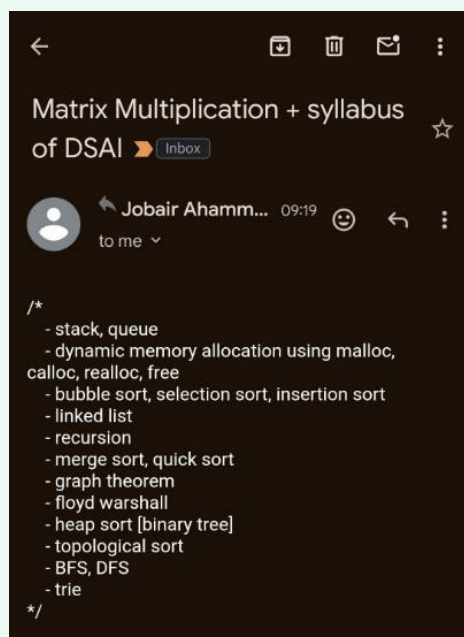 Matrix Multiplication + syllabus
of DSAI Inbox
Jobair Ahamm... 09:19
to me
/*
- stack, queue
- dynamic memory allocation using malloc,
calloc, realloc, free
- bubble sort, selection sort, insertion sort
- linked list
- recursion
- merge sort, quick sort
- graph theorem
- floyd warshall
- heap sort [binary tree]
- topological sort
- BFS, DFS
- trie
*/